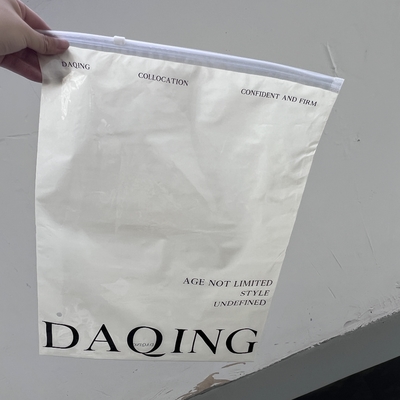 DAQING
COLLOCATION
CONFIDENT AND FIRM
AGE NOT LIMITED
STYLE
UNDEFINED
DAQING